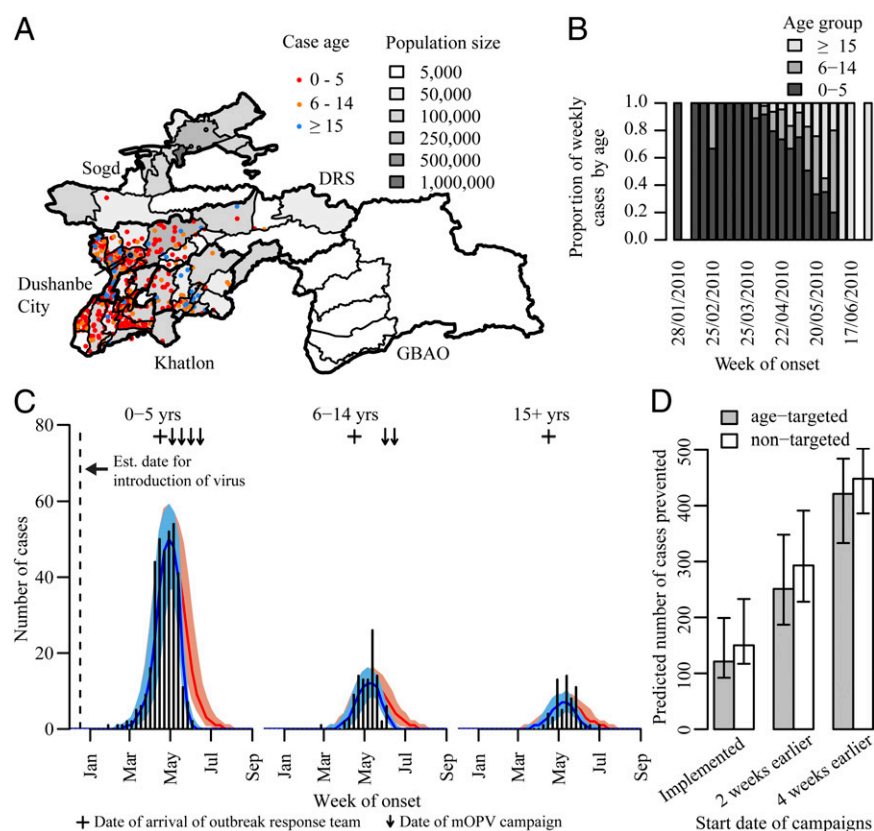 A
Case age
0 - 5
6 - 14
≥ 15
Population size
5,000
50,000
100,000
250,000
500,000
1,000,000
Sogd
DRS
Dushanbe
City
Khatlon
GBAO
B
Age group
≥ 15
6−14
0−5
Proportion of weekly
cases by age
1.0
0.8
0.6
0.4
0.2
0.0
28/01/2010
25/02/2010
25/03/2010
22/04/2010
20/05/2010
17/06/2010
Week of onset
C
0−5 yrs
6−14 yrs
15+ yrs
Est. date for
introduction of virus
Number of cases
80
60
40
20
0
Jan
Mar
May
Jul
Sep
Jan
Mar
May
Jul
Sep
Jan
Mar
May
Jul
Sep
Week of onset
+ Date of arrival of outbreak response team
↓ Date of mOPV campaign
D
age−targeted
non−targeted
Predicted number of cases prevented
500
400
300
200
100
0
Implemented
2 weeks earlier
4 weeks earlier
Start date of campaigns